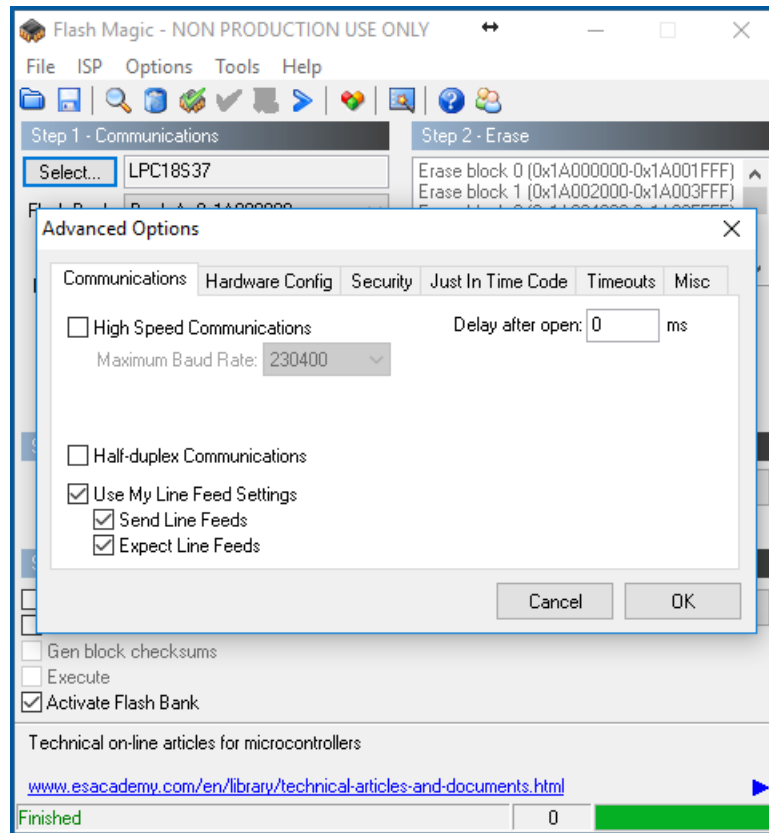 Flash Magic - NON PRODUCTION USE ONLY
File ISP Options Tools Help
Step 1 - Communications
Step 2 - Erase
Select... LPC18S37
Erase block 0 (0x1A000000-0x1A001FFF)
Erase block 1 (0x1A002000-0x1A003FFF)
Advanced Options
Communications Hardware Config Security Just In Time Code Timeouts Misc
High Speed Communications
Delay after open: 0 ms
Maximum Baud Rate: 230400
Half-duplex Communications
Use My Line Feed Settings
Send Line Feeds
Expect Line Feeds
Cancel OK
Gen block checksums
Execute
Activate Flash Bank
Technical on-line articles for microcontrollers
www.esacademy.com/en/library/technical-articles-and-documents.html
Finished 0